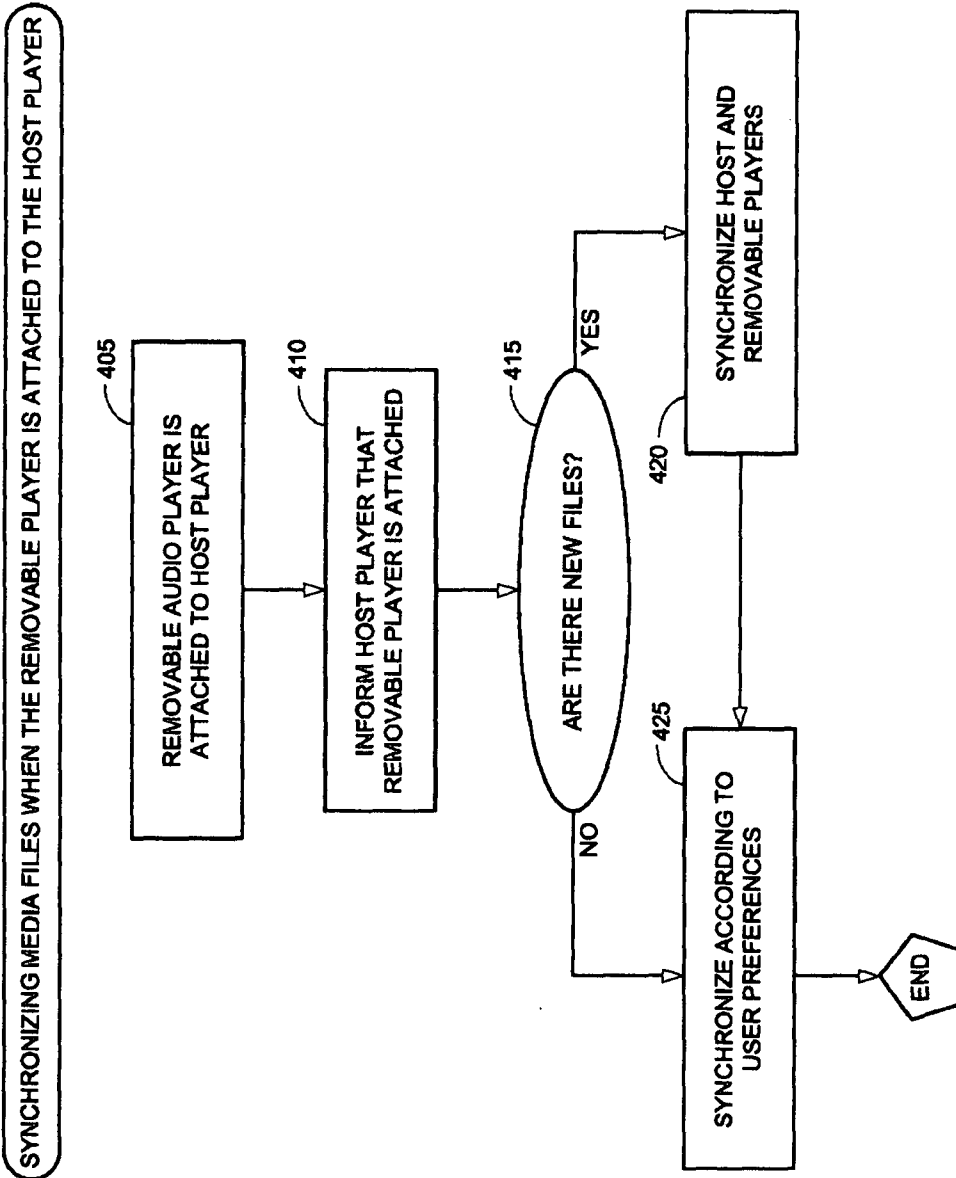 SYNCHRONIZING MEDIA FILES WHEN THE REMOVABLE PLAYER IS ATTACHED TO THE HOST PLAYER
405
REMOVABLE AUDIO PLAYER IS
ATTACHED TO HOST PLAYER
410
INFORM HOST PLAYER THAT
REMOVABLE PLAYER IS ATTACHED
415
ARE THERE NEW FILES?
NO
YES
425
SYNCHRONIZE ACCORDING TO
USER PREFERENCES
420
SYNCHRONIZE HOST AND
REMOVABLE PLAYERS
END